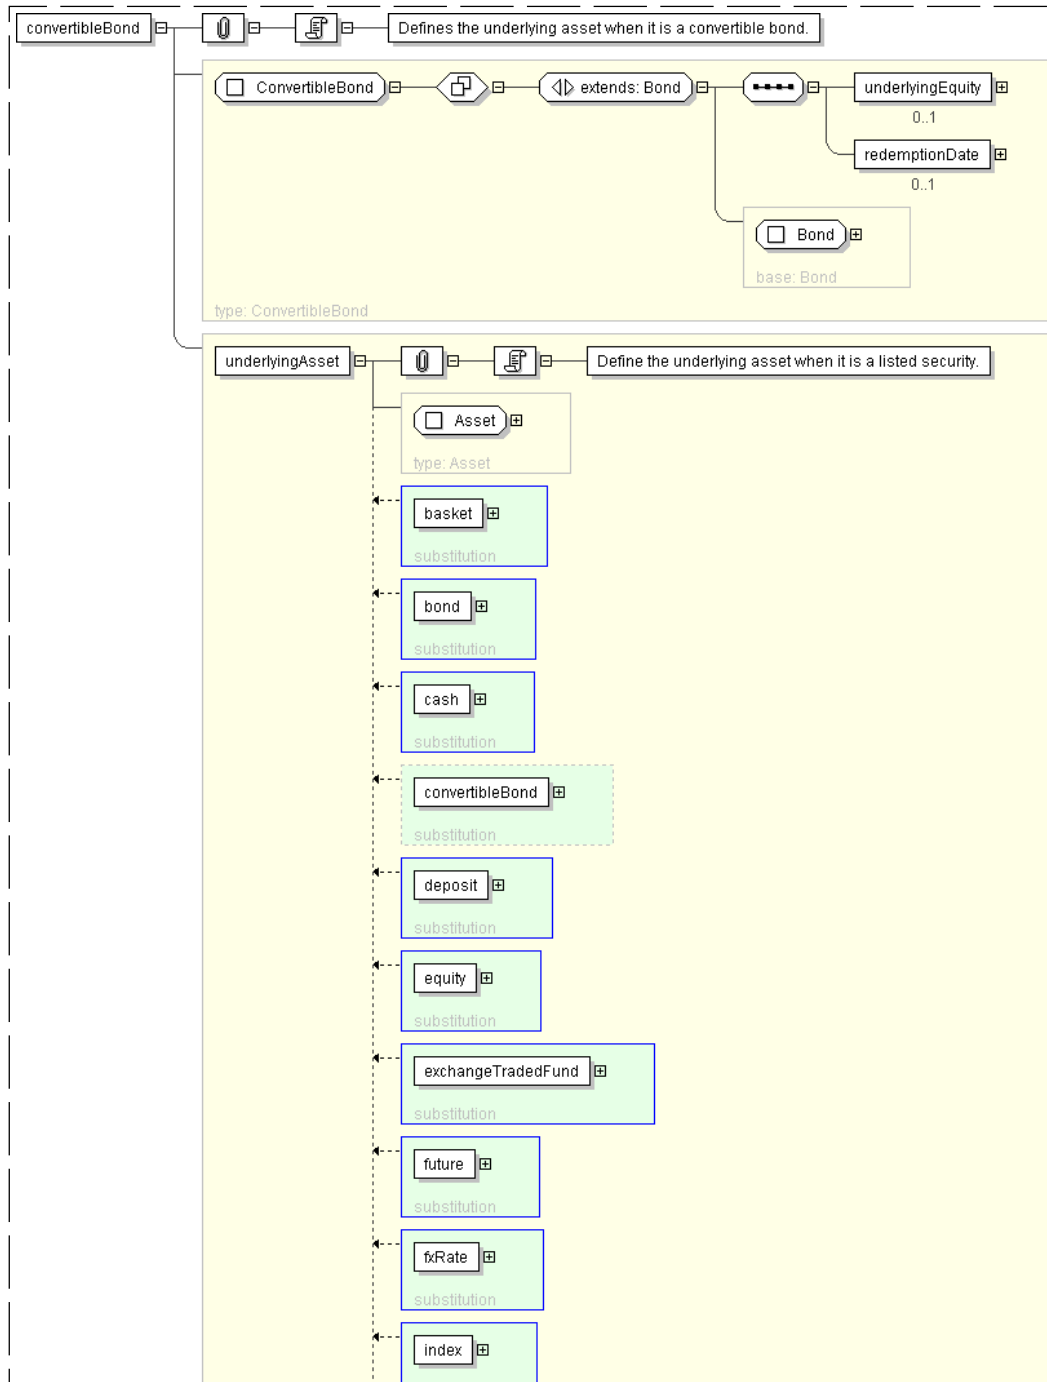 convertibleBond
Defines the underlying asset when it is a convertible bond.
ConvertibleBond
extends: Bond
underlyingEquity
0..1
redemptionDate
0..1
Bond
base: Bond
type: ConvertibleBond
underlyingAsset
Define the underlying asset when it is a listed security.
Asset
type: Asset
basket
substitution
bond
substitution
cash
substitution
convertibleBond
substitution
deposit
substitution
equity
substitution
exchangeTradedFund
substitution
future
substitution
fxRate
substitution
index